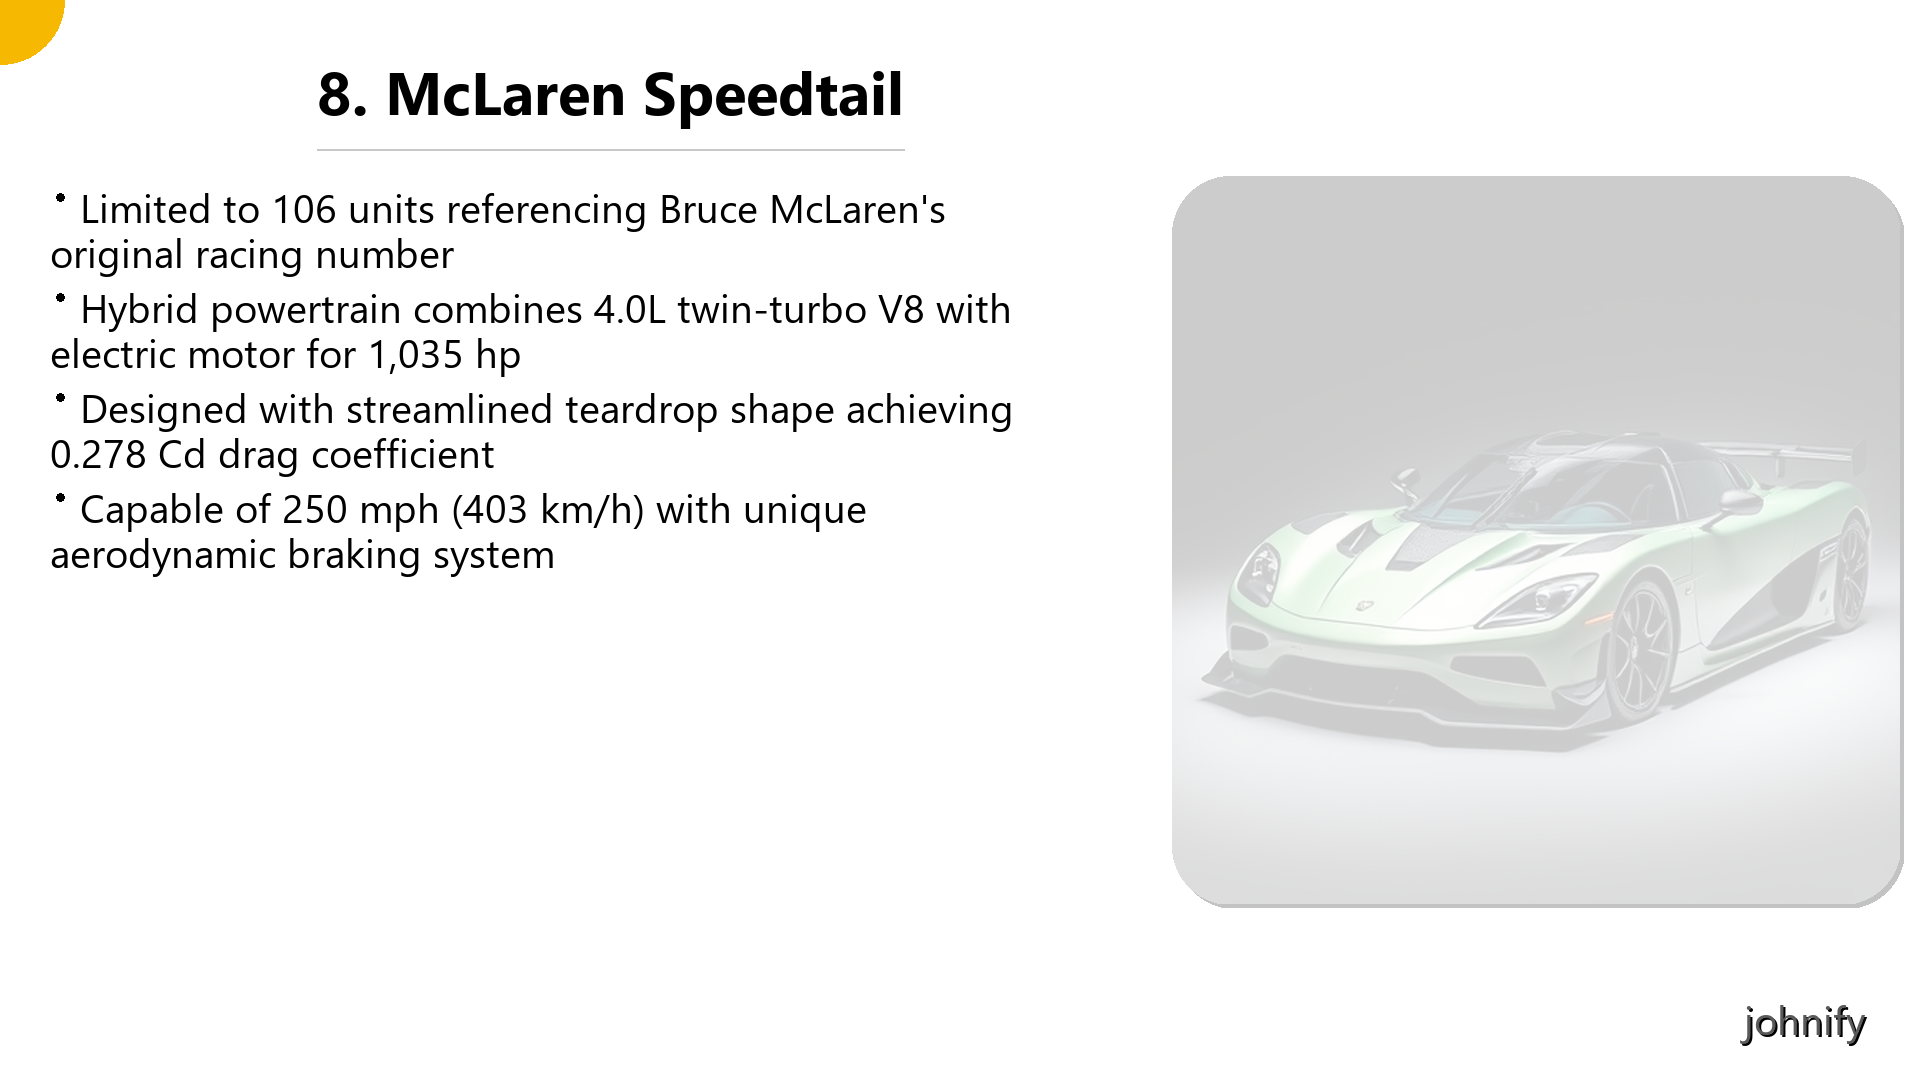 8. McLaren Speedtail
• Limited to 106 units referencing Bruce McLaren's
original racing number
• Hybrid powertrain combines 4.0L twin-turbo V8 with
electric motor for 1,035 hp
• Designed with streamlined teardrop shape achieving
0.278 Cd drag coefficient
• Capable of 250 mph (403 km/h) with unique
aerodynamic braking system
johnify